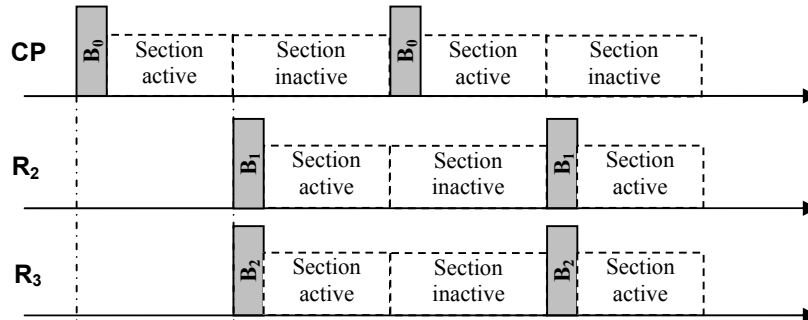 CP
B0
Section active
Section inactive
B0
Section active
Section inactive
R2
B1
Section active
Section inactive
B1
Section active
R3
B2
Section active
Section inactive
B2
Section active